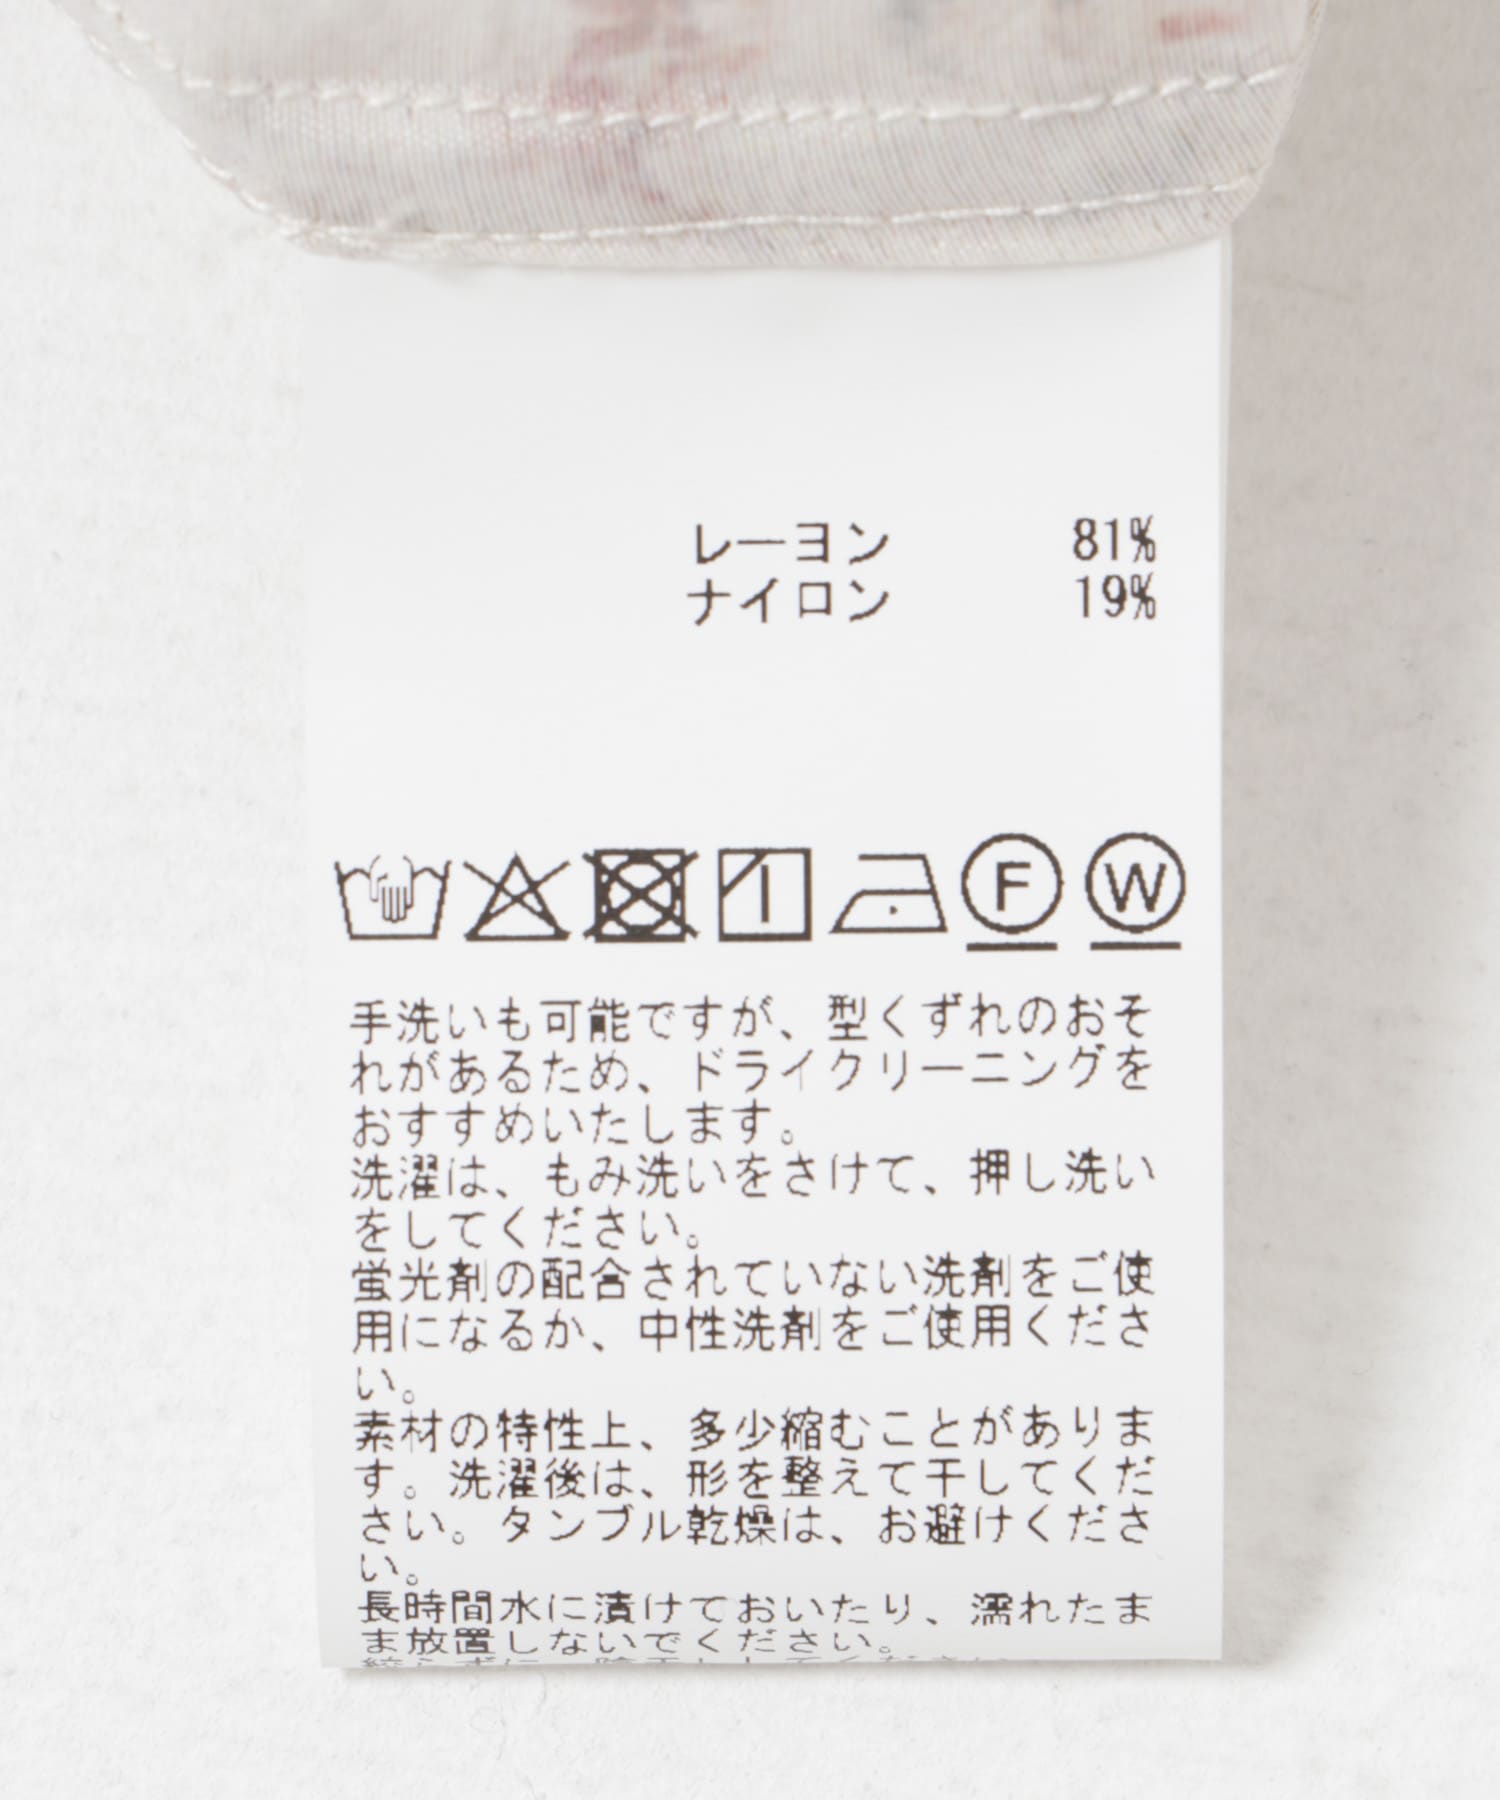 レーヨン 81%
ナイロン 19%
F W
手洗いも可能ですが、型くずれのおそ
れがあるため、ドライクリーニングを
おすすめいたします。
洗濯は、もみ洗いをさけて、押し洗い
をしてください。
蛍光剤の配合されていない洗剤をご使
用になるか、中性洗剤をご使用くださ
い。
素材の特性上、多少縮むことがありま
す。洗濯後は、形を整えて干してくだ
さい。タンブル乾燥は、お避けくださ
い。
長時間水に漬けておいたり、濡れたま
ま放置しないでください。